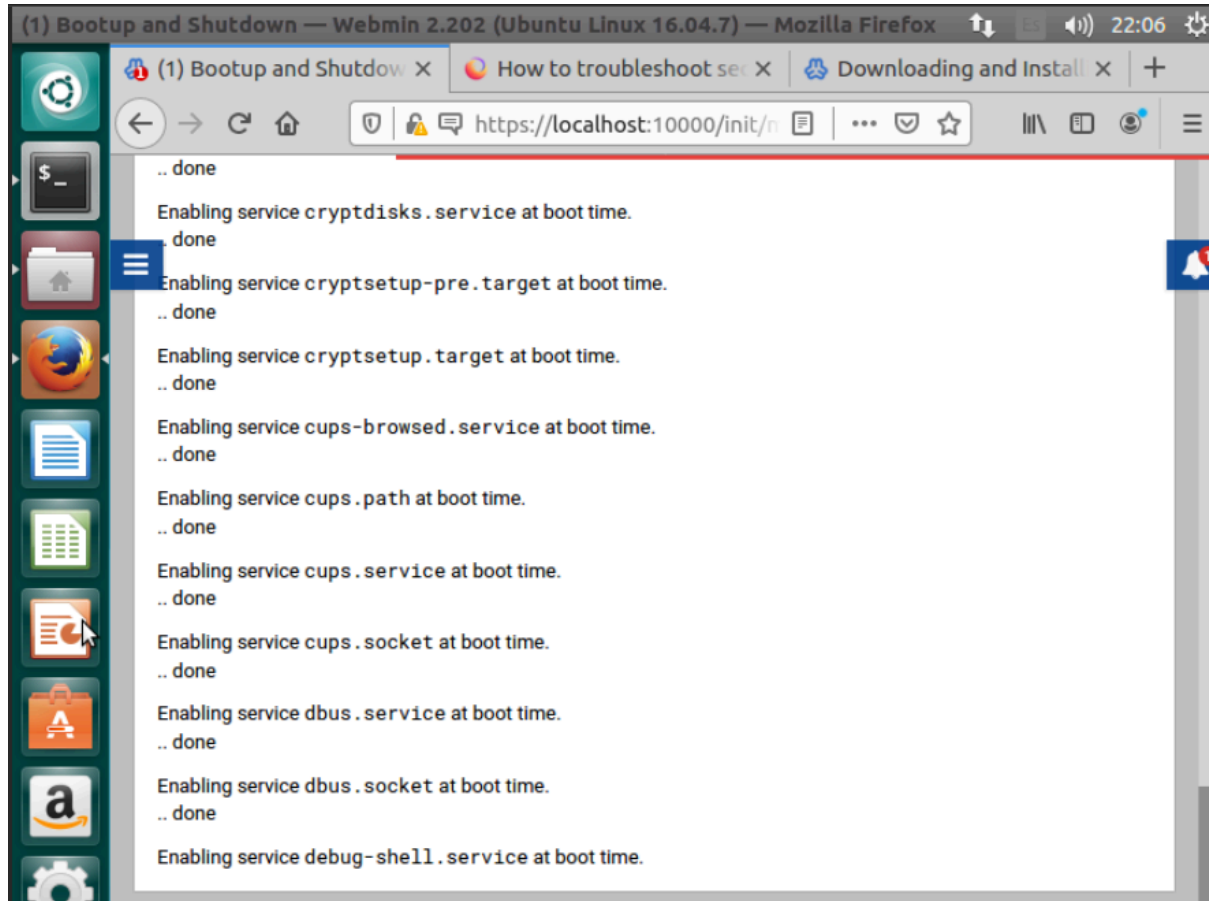 (1) Bootup and Shutdown — Webmin 2.202 (Ubuntu Linux 16.04.7) — Mozilla Firefox ES 22:06
(1) Bootup and Shutdow How to troubleshoot sec Downloading and Install
https://localhost:10000/init/
.. done
Enabling service cryptdisks.service at boot time.
. done
Enabling service cryptsetup-pre.target at boot time.
.. done
Enabling service cryptsetup.target at boot time.
.. done
Enabling service cups-browsed.service at boot time.
.. done
Enabling service cups.path at boot time.
.. done
Enabling service cups.service at boot time.
.. done
Enabling service cups.socket at boot time.
.. done
Enabling service dbus.service at boot time.
.. done
Enabling service dbus.socket at boot time.
.. done
Enabling service debug-shell.service at boot time.